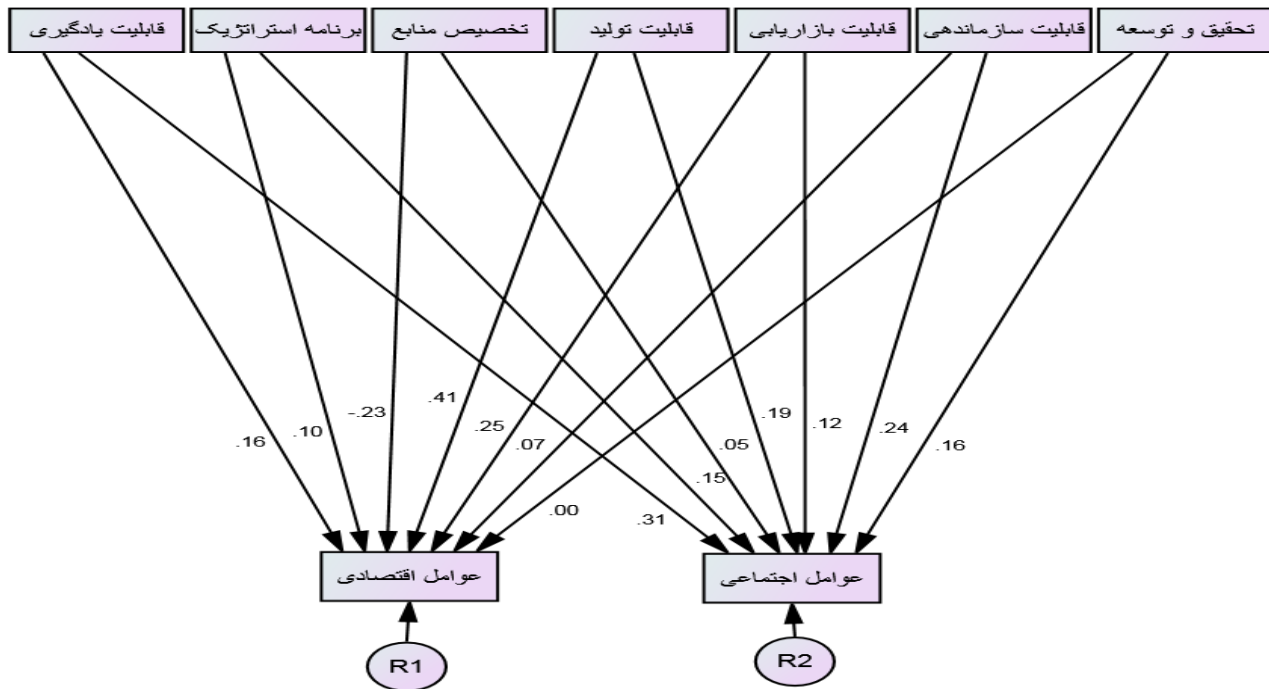 تحقیق و توسعه
قابلیت سازماندهی
قابلیت بازاریابی
قابلیت تولید
تخصیص منابع
برنامه استراتژیک
قابلیت یادگیری
.16
.10
-.23
.41
.25
.07
.00
.31
.15
.05
.19
.12
.24
.16
عوامل اقتصادی
عوامل اجتماعی
R1
R2